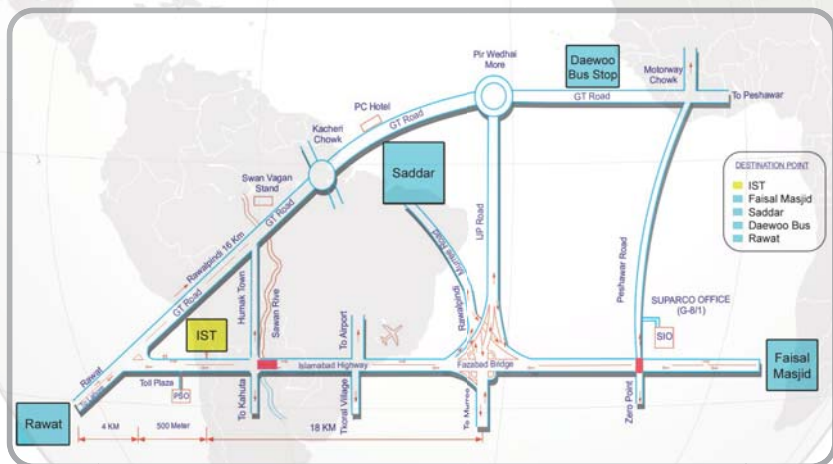 Pir Wedhai
More
Daewoo
Bus Stop
Motorway
Chowk
GT Road
To Peshawar
PC Hotel
GT Road
Kacheri
Chowk
Saddar
DESTINATION POINT
IST
Faisal Masjid
Saddar
Daewoo Bus
Rawat
Swan Vagan
Stand
GT Road
Rawalpindi 16 Km
GT Road
Humak Town
Sawan Rive
Murree Road
Rawalpindi
IJP Road
Peshawar Road
SUPARCO OFFICE
(G-8/1)
SIO
IST
To Airport
Rawat
Islamabad Highway
Fazabad Bridge
Faisal
Masjid
Toll Plaza
PSO
To Kahuta
Tkoral Village
To Murree
Zero Point
Rawat
4 KM
500 Meter
18 KM